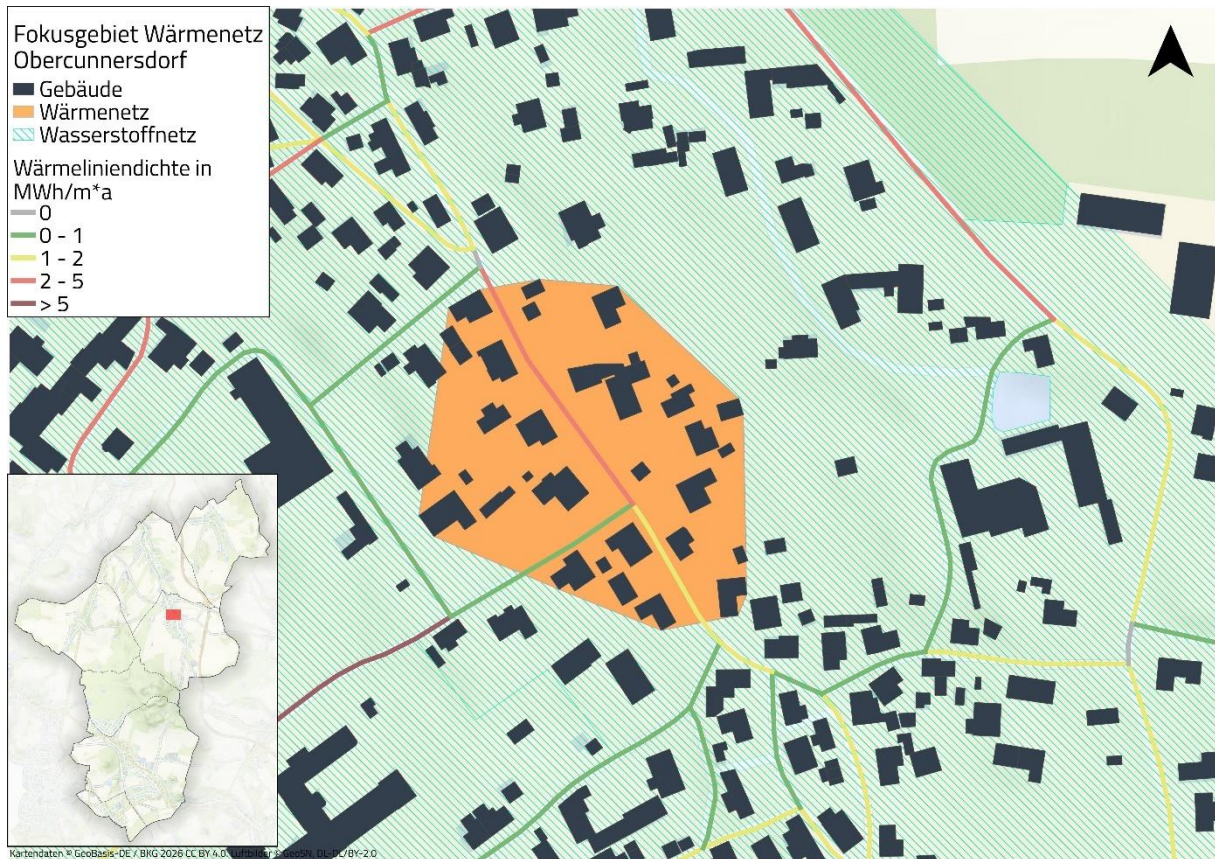 Fokusgebiet Wärmenetz
Obercunnersdorf
Gebäude
Wärmenetz
Wasserstoffnetz
Wärmeliniendichte in
MWh/m*a
0
0 - 1
1 - 2
2 - 5
> 5
Kartendaten © GeoBasis-DE / BKG 2026 CC BY 4.0. Luftbilder © GeoSN, DL-DE/BY-2.0